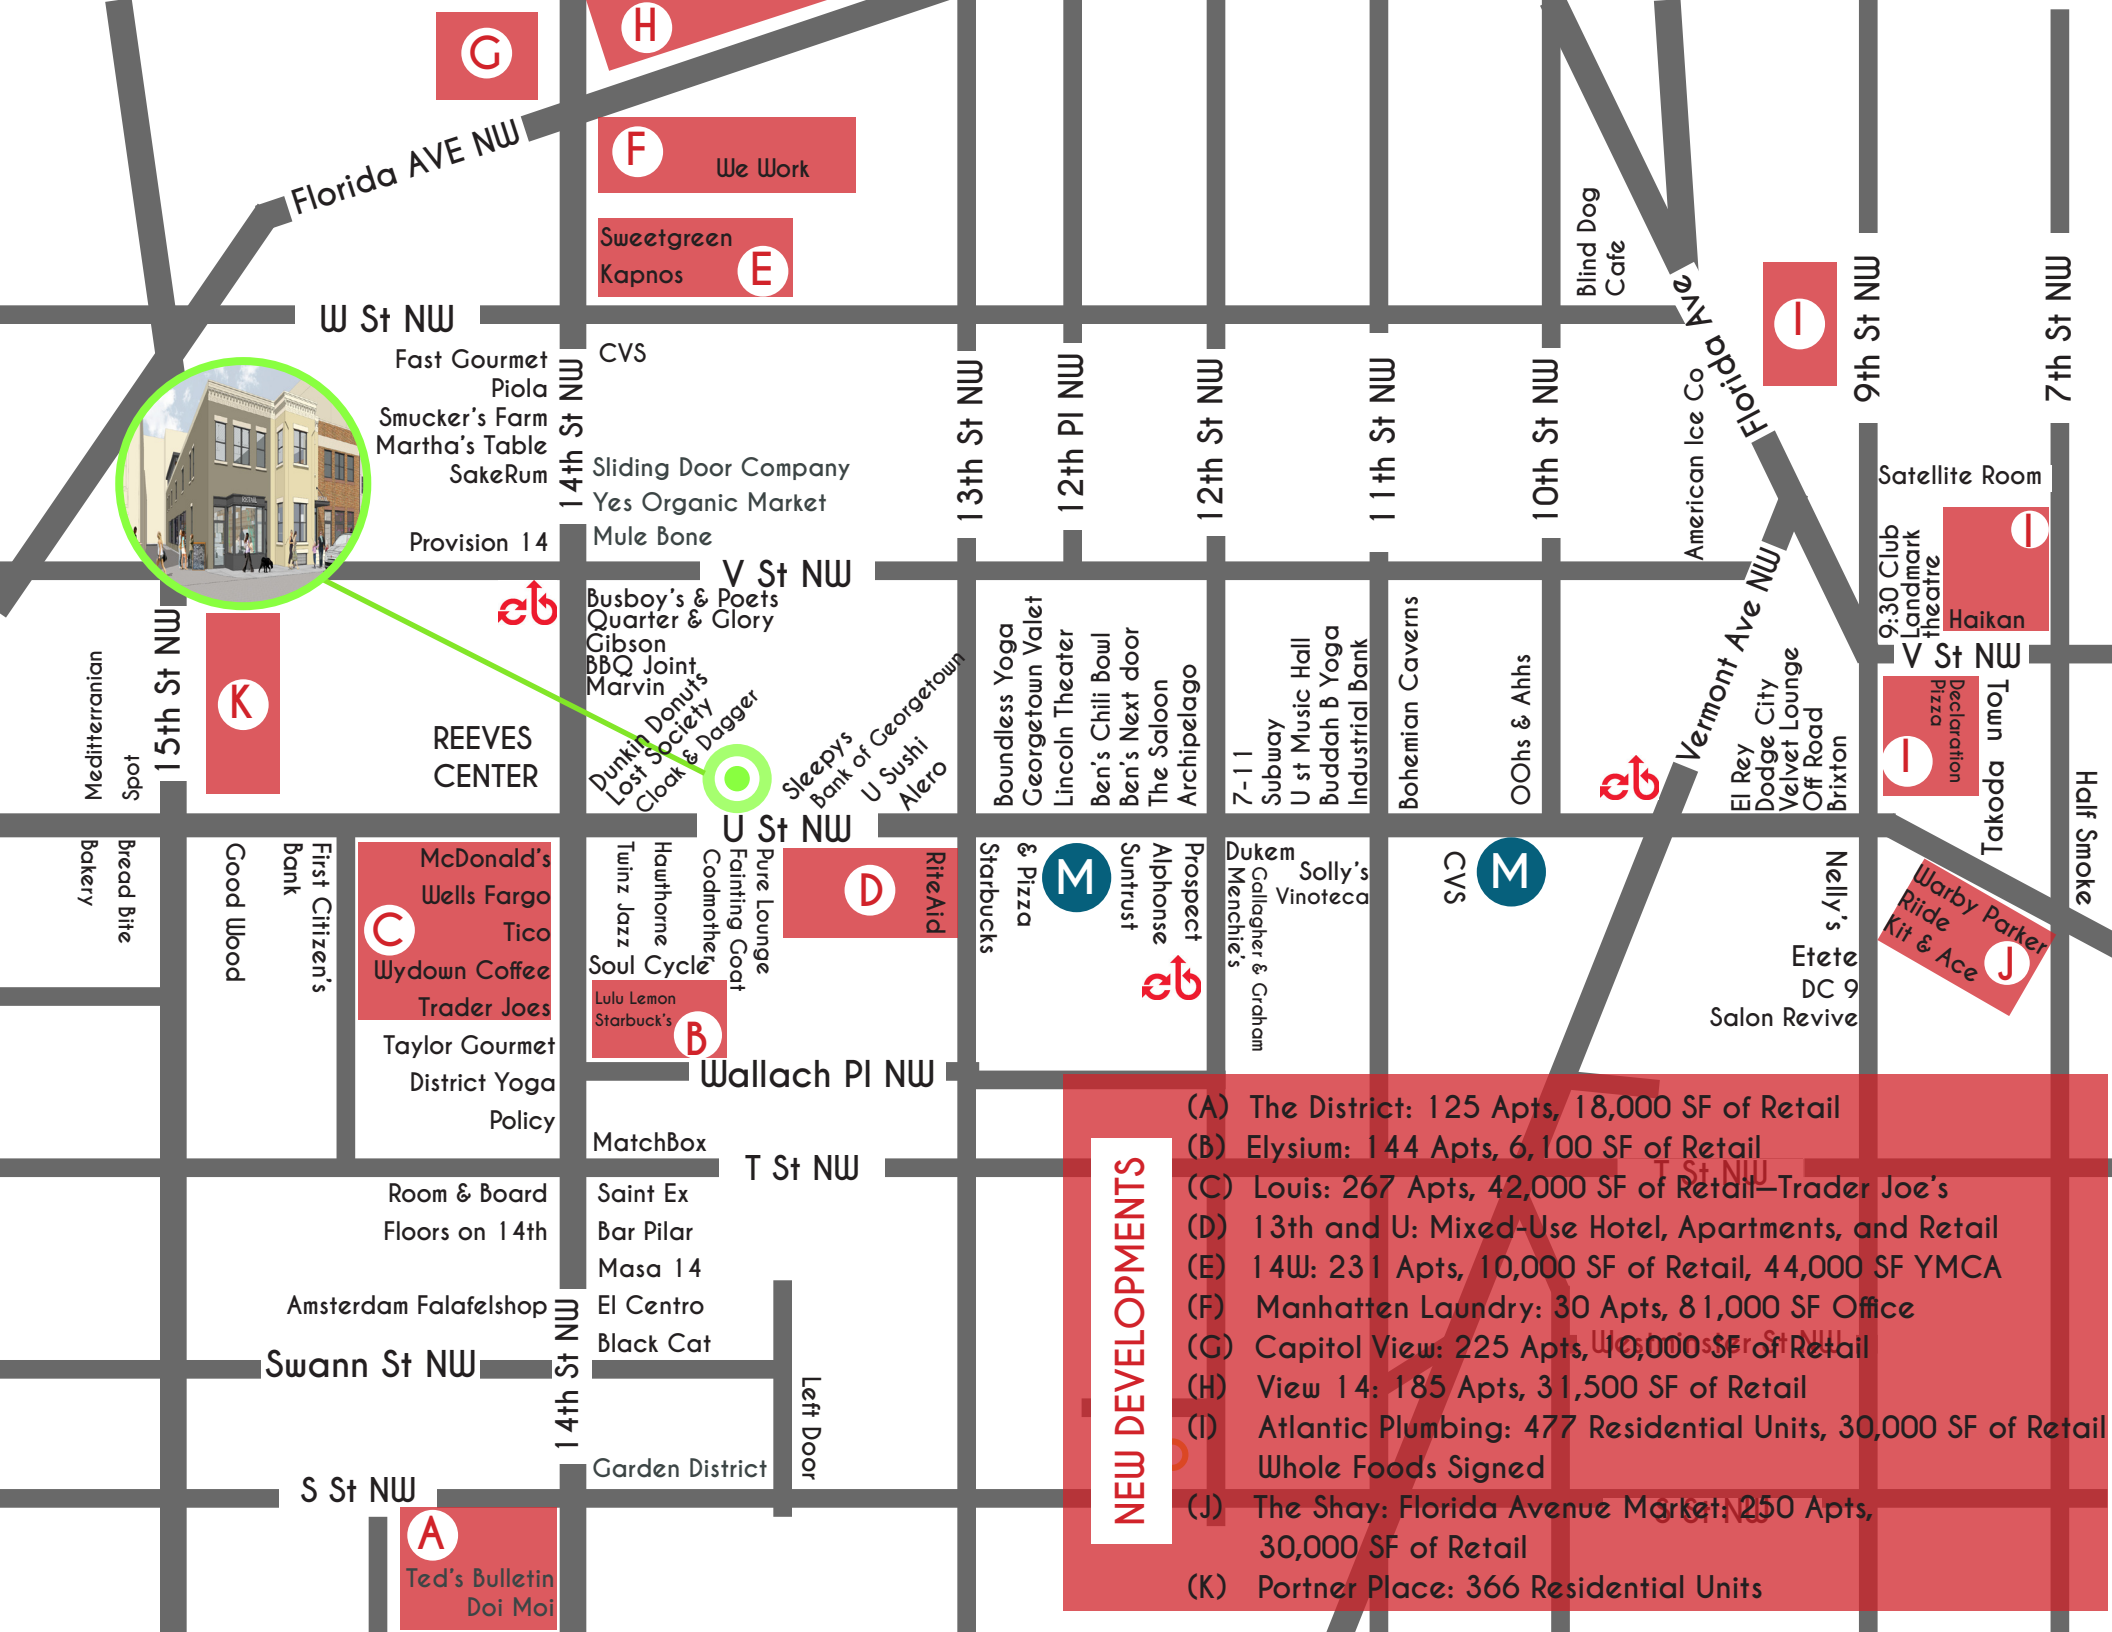 G
H
Florida AVE NW
F
We Work
Sweetgreen
Kapnos
E
Blind Dog
Cafe
W St NW
Florida Ave
I
9th St NW
7th St NW
Fast Gourmet
Piola
Smucker's Farm
Martha's Table
SakeRum
Provision 14
14th St NW
CVS
Sliding Door Company
Yes Organic Market
Mule Bone
13th St NW
12th Pl NW
12th St NW
11th St NW
10th St NW
American Ice Co
Satellite Room
I
9:30 Club
Landmark
theatre
Haikan
V St NW
V St NW
Busboy's & Poets
Quarter & Glory
Gibson
BBQ Joint
Marvin
Dunkin Donuts
Lost Society
Cloak & Dagger
Sleepys
Bank of Georgetown
U Sushi
Alero
Mediterranian
Spot
15th St NW
K
REEVES
CENTER
Boundless Yoga
Georgetown Valet
Lincoln Theater
Ben's Chili Bowl
Ben's Next door
The Saloon
Archipelago
7-11
Subway
U st Music Hall
Buddah B Yoga
Industrial Bank
Bohemian Caverns
OOhs & Ahhs
Vermont Ave NW
El Rey
Dodge City
Velvet Lounge
Off Road
Brixton
Declaration
Pizza
I
Takoda
uomo
Half Smoke
U St NW
Bakery
Bread Bite
Good Wood
First Citizen's
Bank
McDonald's
Wells Fargo
Tico
C
Wydown Coffee
Trader Joes
Taylor Gourmet
District Yoga
Policy
Twinz Jazz
Hawthorne
Codmother
Fainting Goat
Pure Lounge
Soul Cycle
Lulu Lemon
Starbuck's
B
D
RiteAid
Starbucks
& Pizza
M
Suntrust
Alphonse
Prospect
Dukem
Gallagher & Graham
Menchie's
Solly's
Vinoteca
CVS
M
Nelly's
Etete
DC 9
Salon Revive
Warby Parker
Riide
Kit & Ace
J
Wallach Pl NW
MatchBox
T St NW
Room & Board
Floors on 14th
Saint Ex
Bar Pilar
Masa 14
El Centro
Black Cat
Amsterdam Falafelshop
14th St NW
Swann St NW
Left Door
Garden District
S St NW
A
Ted's Bulletin
Doi Moi
NEW DEVELOPMENTS
(A) The District: 125 Apts, 18,000 SF of Retail
(B) Elysium: 144 Apts, 6,100 SF of Retail
T St NW
(C) Louis: 267 Apts, 42,000 SF of Retail—Trader Joe's
(D) 13th and U: Mixed-Use Hotel, Apartments, and Retail
(E) 14W: 231 Apts, 10,000 SF of Retail, 44,000 SF YMCA
(F) Manhatten Laundry: 30 Apts, 81,000 SF Office
Westminster St NW
(G) Capitol View: 225 Apts, 10,000 SF of Retail
(H) View 14: 185 Apts, 31,500 SF of Retail
(I) Atlantic Plumbing: 477 Residential Units, 30,000 SF of Retail
Whole Foods Signed
(J) The Shay: Florida Avenue Market: 250 Apts,
S St NW
30,000 SF of Retail
(K) Portner Place: 366 Residential Units